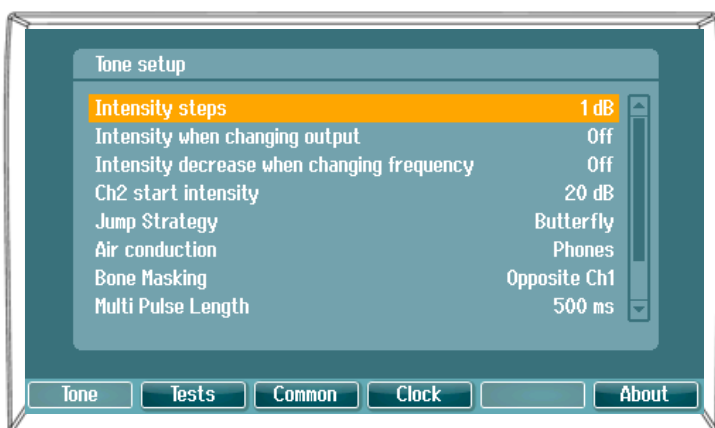 Tone setup
Intensity steps 1 dB
Intensity when changing output Off
Intensity decrease when changing frequency Off
Ch2 start intensity 20 dB
Jump Strategy Butterfly
Air conduction Phones
Bone Masking Opposite Ch1
Multi Pulse Length 500 ms
Tone Tests Common Clock About